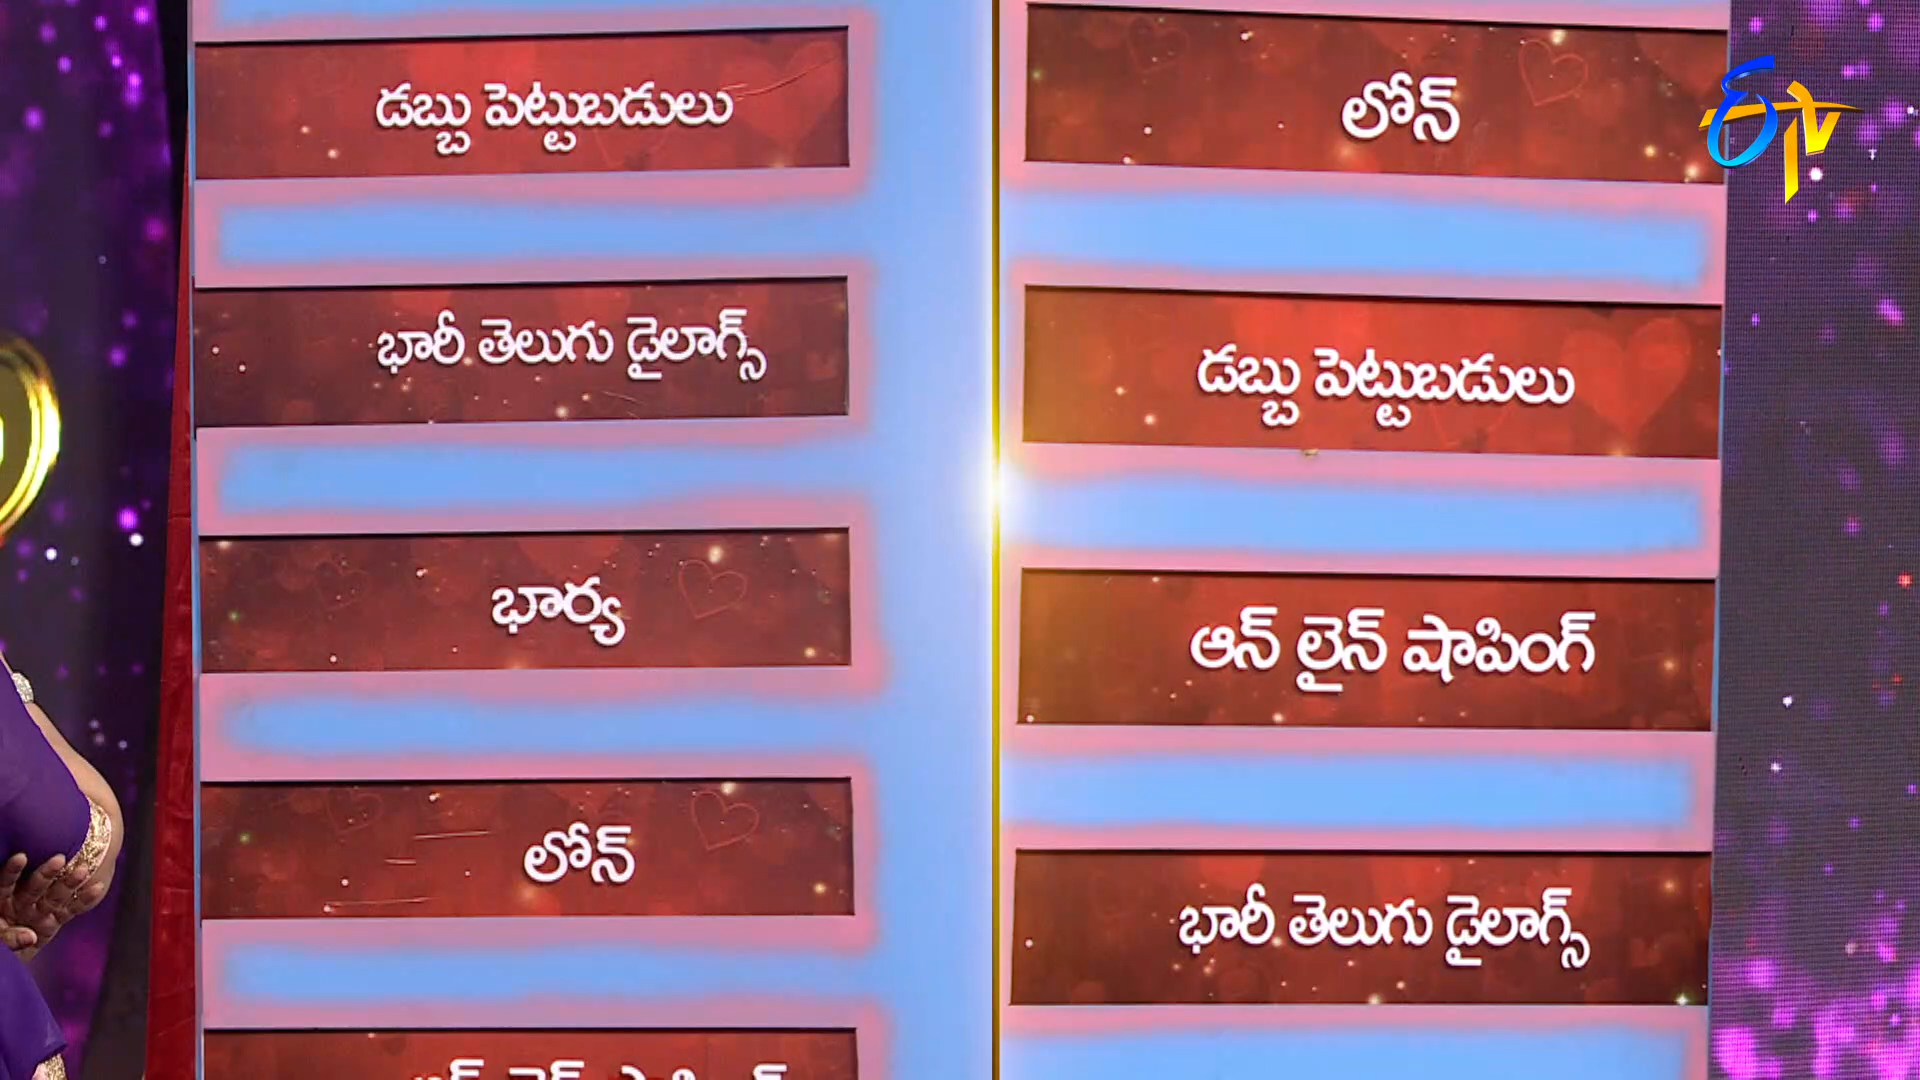 డబ్బు పెట్టుబడులు
భారీ తెలుగు డైలాగ్స్
భార్య
లోన్
లోన్
డబ్బు పెట్టుబడులు
ఆన్ లైన్ షాపింగ్
భారీ తెలుగు డైలాగ్స్
ETV